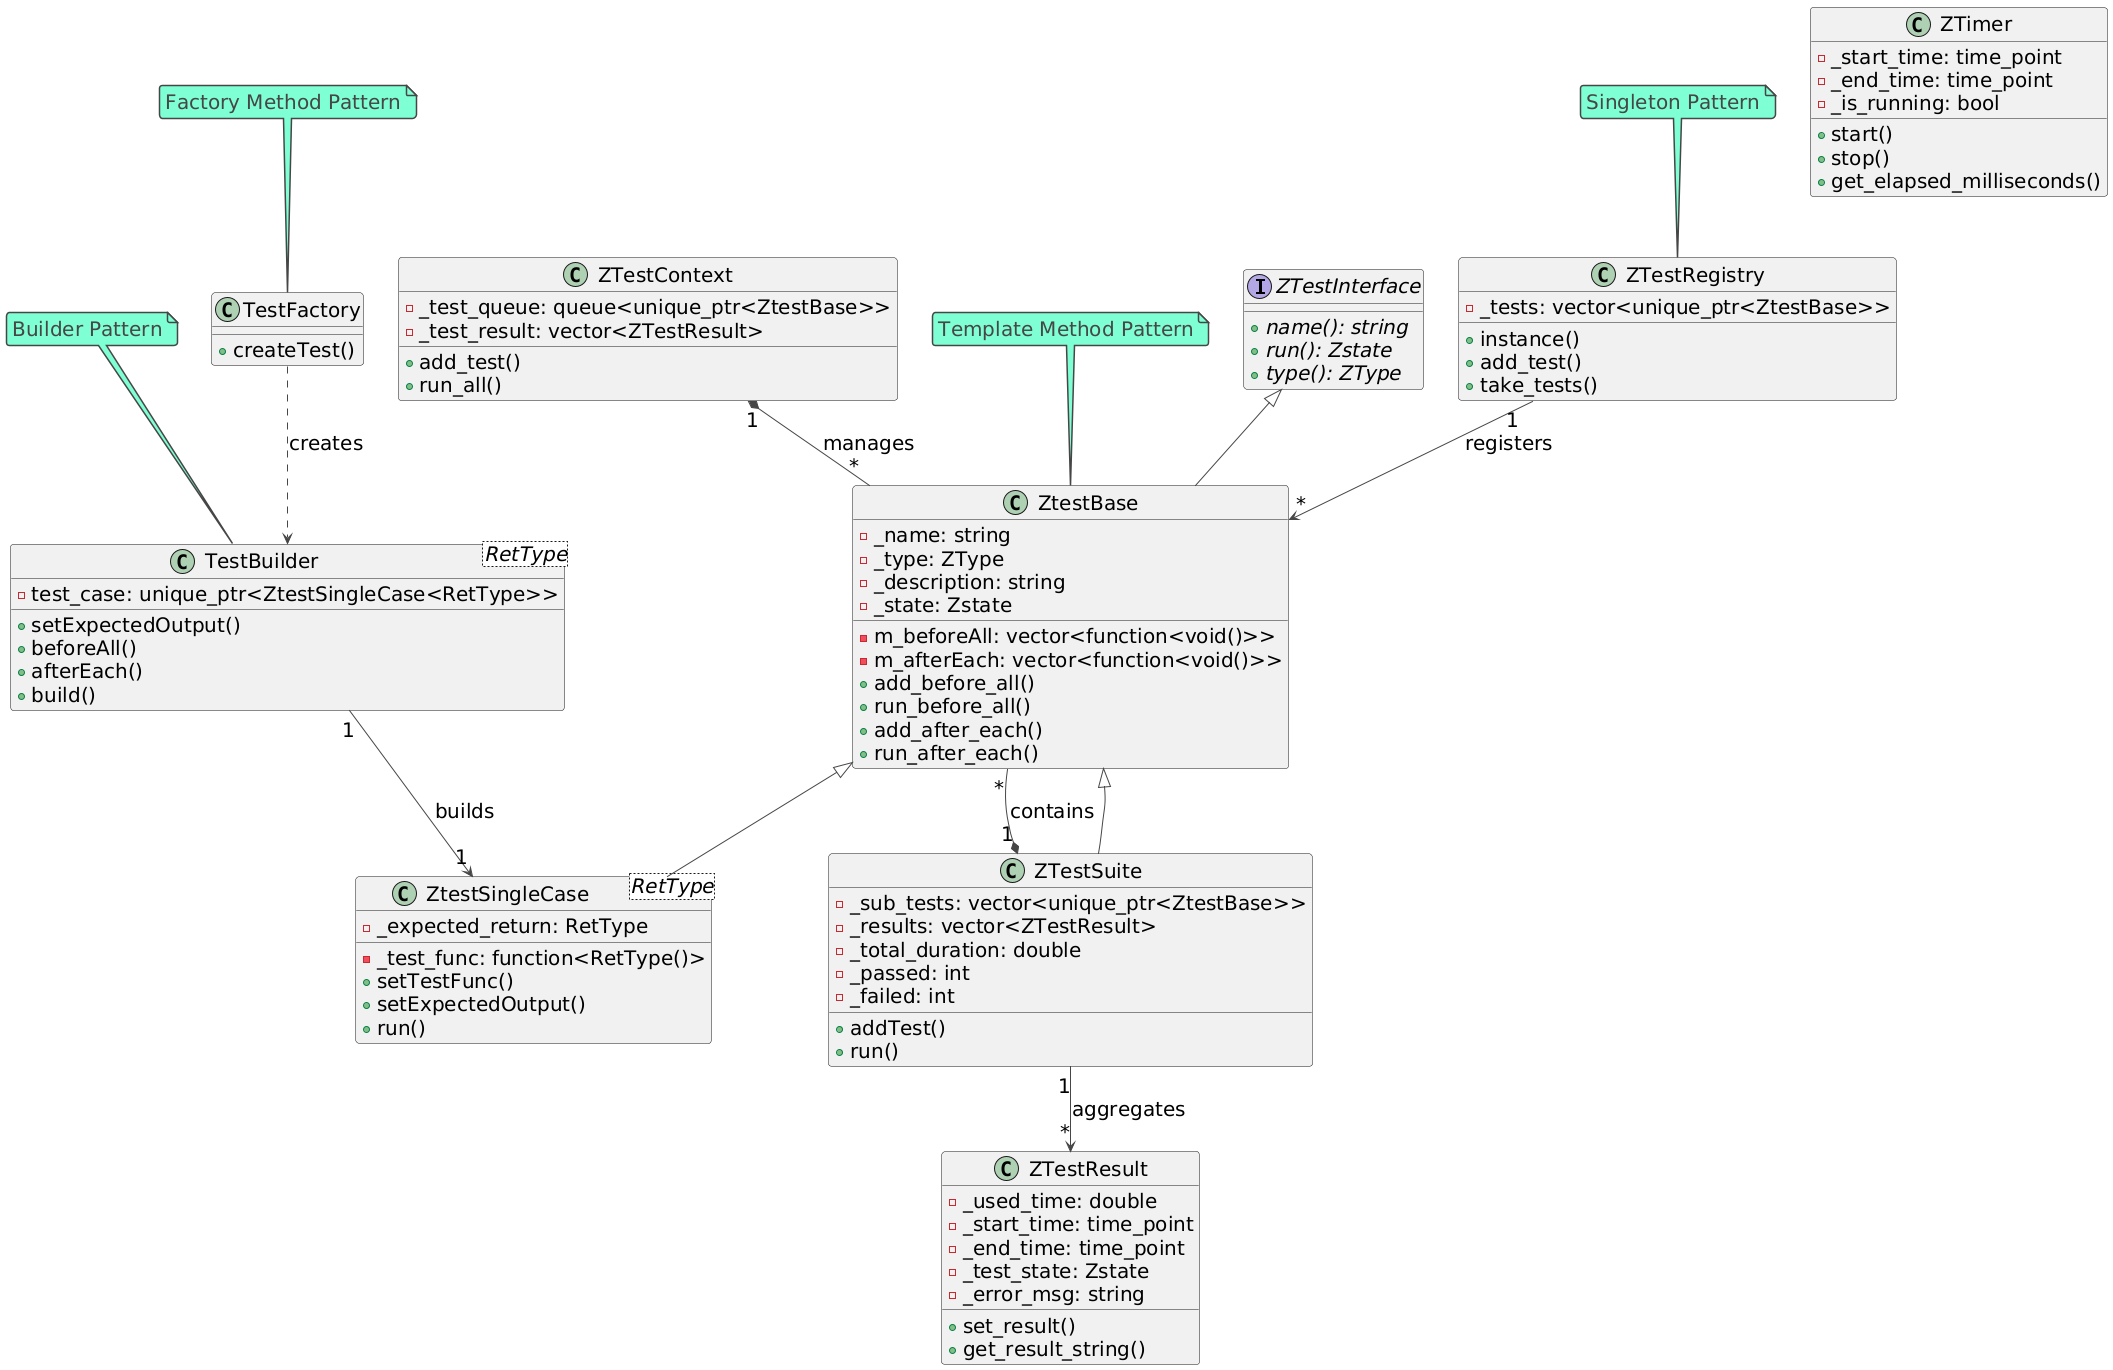 C ZTimer
_start_time: time_point
_end_time: time_point
_is_running: bool
start()
stop()
get_elapsed_milliseconds()
Factory Method Pattern
Singleton Pattern
Builder Pattern
C TestFactory
createTest()
C ZTestContext
_test_queue: queue<unique_ptr<ZtestBase>>
_test_result: vector<ZTestResult>
add_test()
run_all()
Template Method Pattern
I ZTestInterface
name(): string
run(): Zstate
type(): ZType
C ZTestRegistry
_tests: vector<unique_ptr<ZtestBase>>
instance()
add_test()
take_tests()
creates
1
manages
*
1
registers
*
C TestBuilder
RetType
test_case: unique_ptr<ZtestSingleCase<RetType>>
setExpectedOutput()
beforeAll()
afterEach()
build()
C ZtestBase
_name: string
_type: ZType
_description: string
_state: Zstate
m_beforeAll: vector<function<void()>>
m_afterEach: vector<function<void()>>
add_before_all()
run_before_all()
add_after_each()
run_after_each()
1
builds
1
*
contains
1
C ZtestSingleCase
RetType
_expected_return: RetType
_test_func: function<RetType()>
setTestFunc()
setExpectedOutput()
run()
C ZTestSuite
_sub_tests: vector<unique_ptr<ZtestBase>>
_results: vector<ZTestResult>
_total_duration: double
_passed: int
_failed: int
addTest()
run()
1
aggregates
*
C ZTestResult
_used_time: double
_start_time: time_point
_end_time: time_point
_test_state: Zstate
_error_msg: string
set_result()
get_result_string()